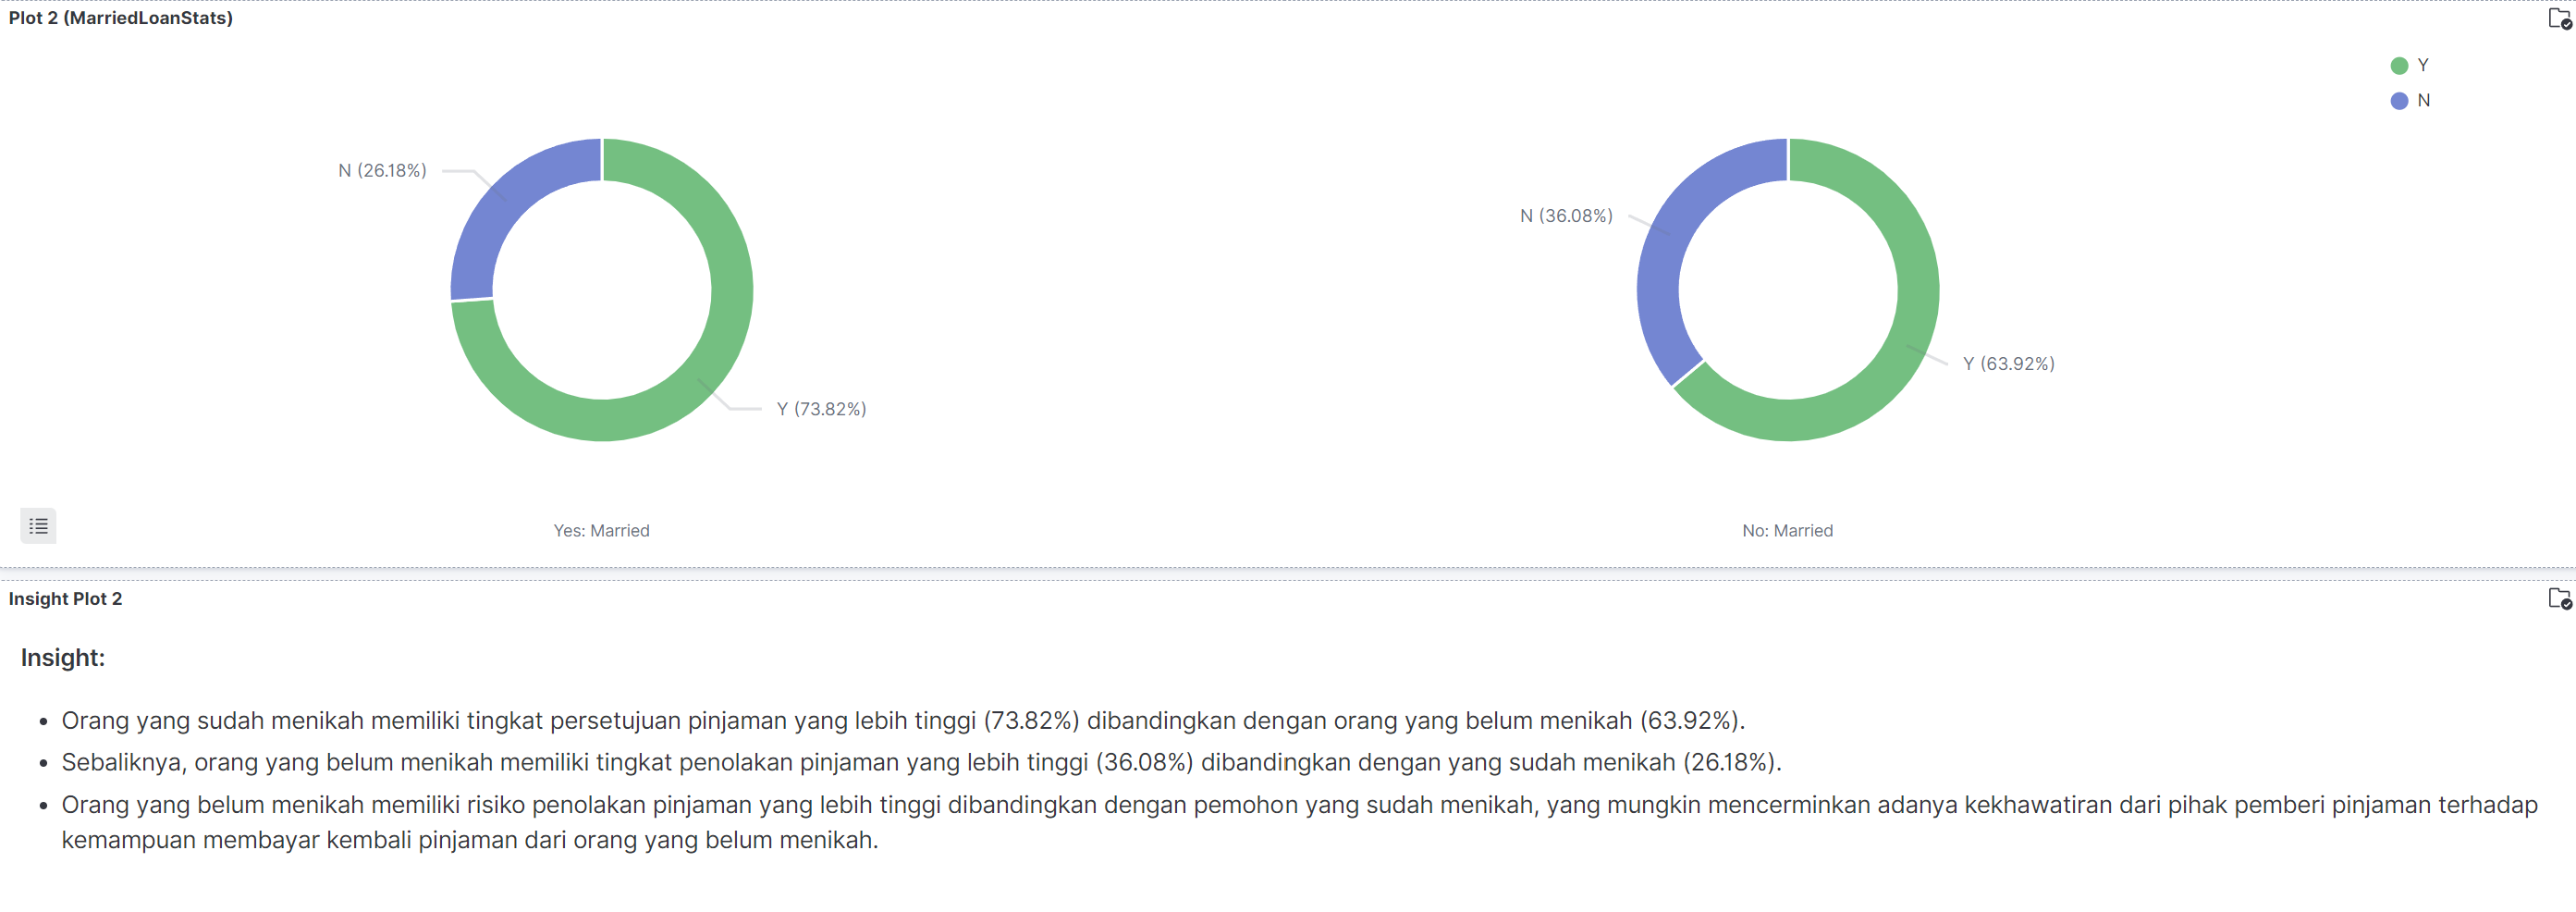 Plot 2 (MarriedLoanStats)
Y
N
N (26.18%)
Y (73.82%)
Yes: Married
N (36.08%)
Y (63.92%)
No: Married
Insight Plot 2
Insight:
• Orang yang sudah menikah memiliki tingkat persetujuan pinjaman yang lebih tinggi (73.82%) dibandingkan dengan orang yang belum menikah (63.92%).
• Sebaliknya, orang yang belum menikah memiliki tingkat penolakan pinjaman yang lebih tinggi (36.08%) dibandingkan dengan yang sudah menikah (26.18%).
• Orang yang belum menikah memiliki risiko penolakan pinjaman yang lebih tinggi dibandingkan dengan pemohon yang sudah menikah, yang mungkin mencerminkan adanya kekhawatiran dari pihak pemberi pinjaman terhadap
kemampuan membayar kembali pinjaman dari orang yang belum menikah.